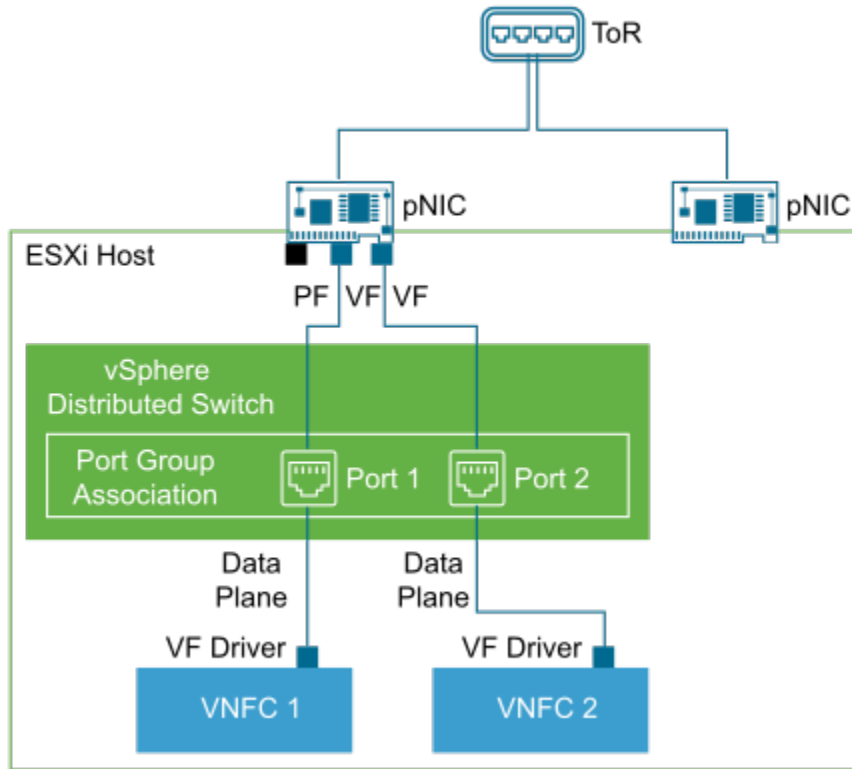 ToR
pNIC
pNIC
ESXi Host
PF VF VF
vSphere
Distributed Switch
Port Group
Association
Port 1
Port 2
Data
Plane
Data
Plane
VF Driver
VF Driver
VNFC 1
VNFC 2